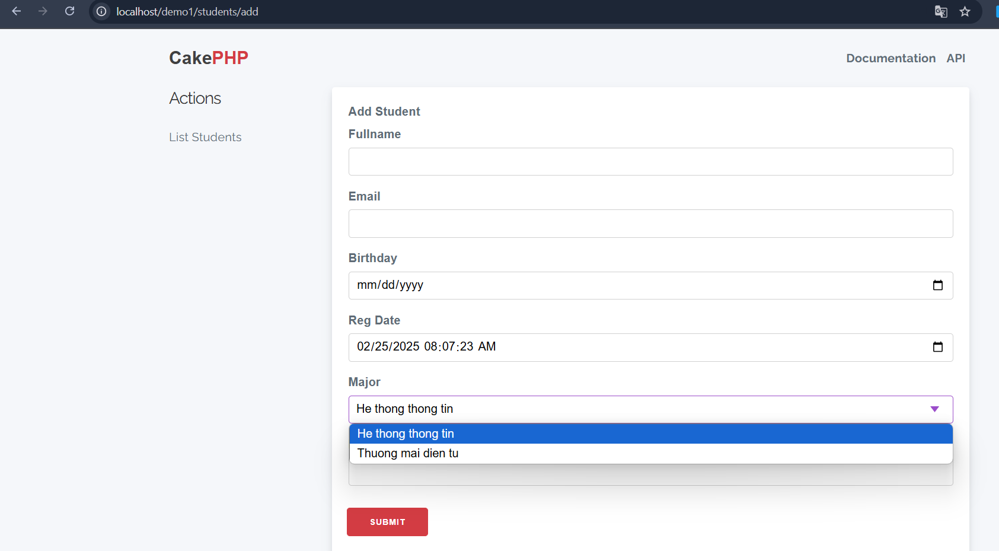 localhost/demo1/students/add
CakePHP
Documentation API
Actions
List Students
Add Student
Fullname
Email
Birthday
mm/dd/yyyy
Reg Date
02/25/2025 08:07:23 AM
Major
He thong thong tin
He thong thong tin
Thuong mai dien tu
SUBMIT